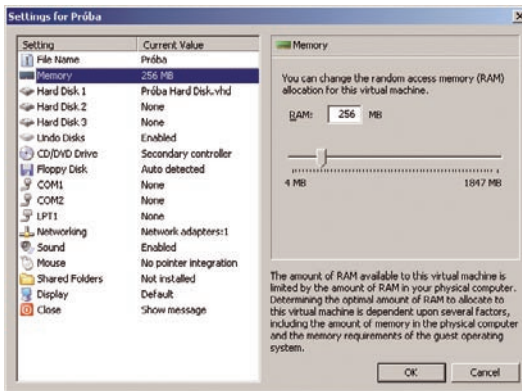 Settings for Próba
Setting Current Value
File Name Próba
Memory 256 MB
Hard Disk 1 Próba Hard Disk.vhd
Hard Disk 2 None
Hard Disk 3 None
Undo Disks Enabled
CD/DVD Drive Secondary controller
Floppy Disk Auto detected
COM1 None
COM2 None
LPT1 None
Networking Network adapters:1
Sound Enabled
Mouse No pointer integration
Shared Folders Not installed
Display Default
Close Show message
Memory
You can change the random access memory (RAM)
allocation for this virtual machine.
RAM: 256 MB
4 MB 1847 MB
The amount of RAM available to this virtual machine is
limited by the amount of RAM in your physical computer.
Determining the optimal amount of RAM to allocate to
this virtual machine is dependent upon several factors,
including the amount of memory in the physical computer
and the memory requirements of the guest operating
system.
OK Cancel